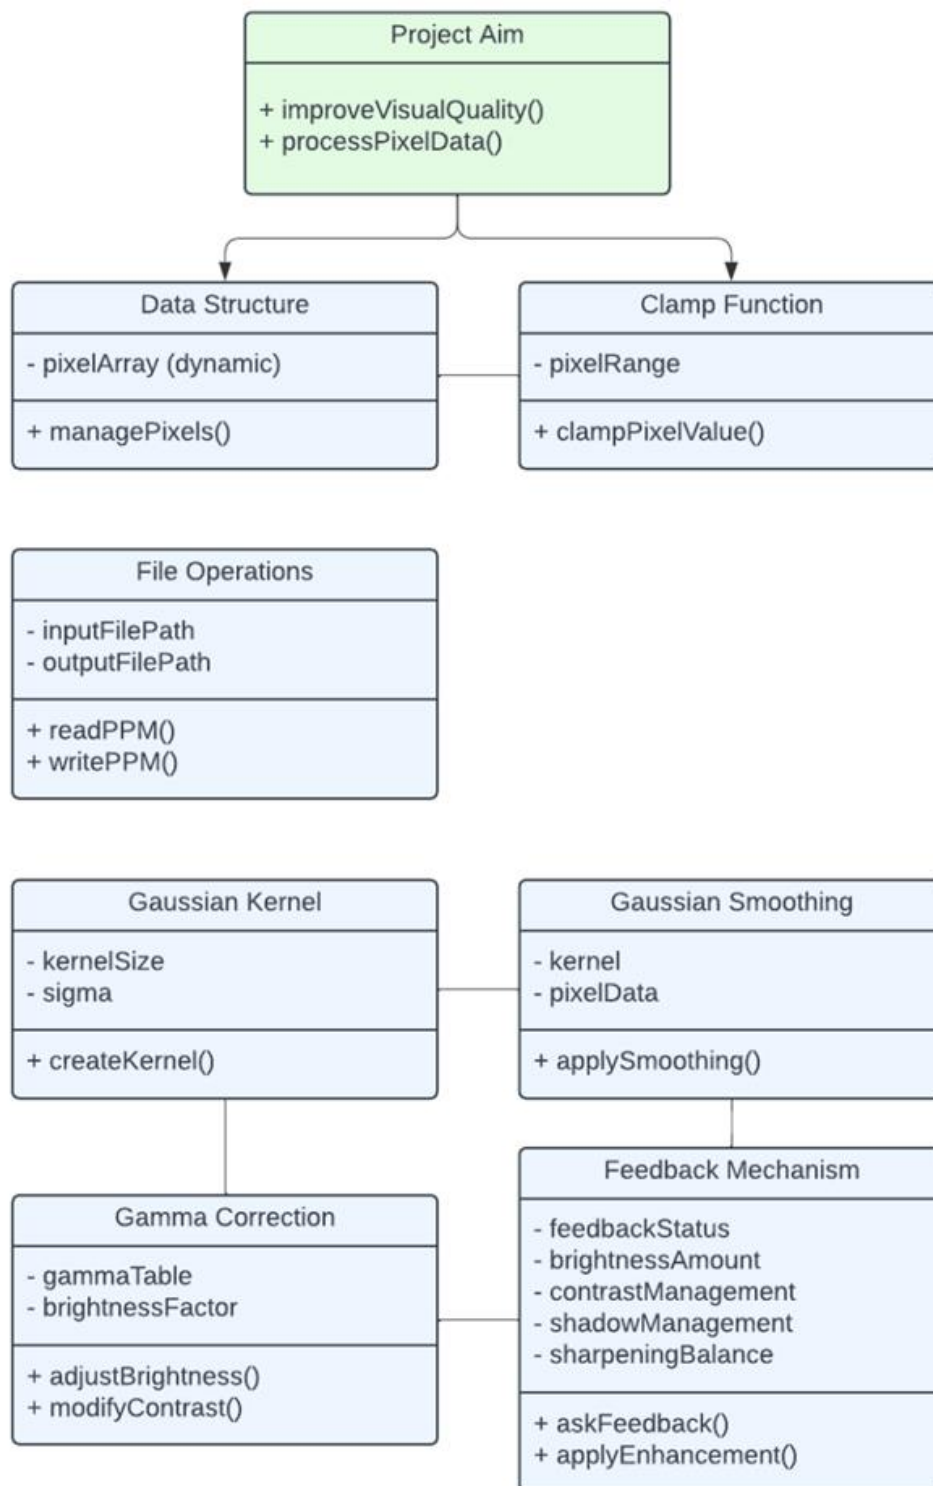 Project Aim
+ improveVisualQuality()
+ processPixelData()
Data Structure
- pixelArray (dynamic)
+ managePixels()
Clamp Function
- pixelRange
+ clampPixelValue()
File Operations
- inputFilePath
- outputFilePath
+ readPPM()
+ writePPM()
Gaussian Kernel
- kernelSize
- sigma
+ createKernel()
Gaussian Smoothing
- kernel
- pixelData
+ applySmoothing()
Gamma Correction
- gammaTable
- brightnessFactor
+ adjustBrightness()
+ modifyContrast()
Feedback Mechanism
- feedbackStatus
- brightnessAmount
- contrastManagement
- shadowManagement
- sharpeningBalance
+ askFeedback()
+ applyEnhancement()